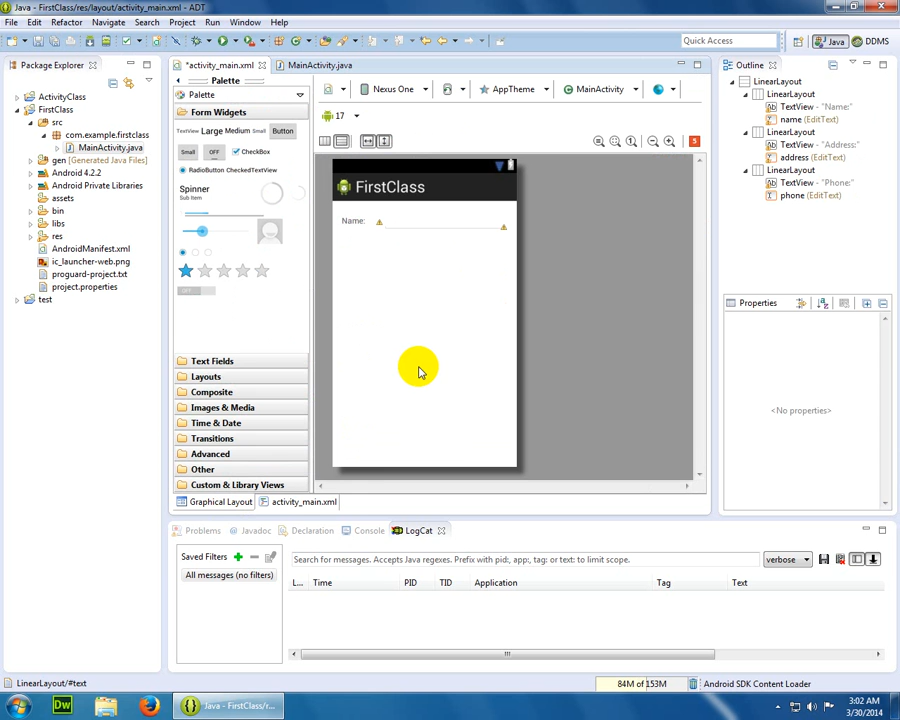 Java - FirstClass/res/layout/activity_main.xml - ADT
File Edit Refactor Navigate Search Project Run Window Help
Quick Access
Java
DDMS
Package Explorer
ActivityClass
FirstClass
src
com.example.firstclass
MainActivity.java
gen [Generated Java Files]
Android 4.2.2
Android Private Libraries
assets
bin
libs
res
AndroidManifest.xml
ic_launcher-web.png
proguard-project.txt
project.properties
test
*activity_main.xml
MainActivity.java
Palette
Palette
Form Widgets
TextView Large Medium Small Button
Small OFF CheckBox
RadioButton CheckedTextView
Spinner
Sub Item
OFF
Text Fields
Layouts
Composite
Images & Media
Time & Date
Transitions
Advanced
Other
Custom & Library Views
Graphical Layout
activity_main.xml
Nexus One
AppTheme
MainActivity
17
5
FirstClass
Name:
Outline
LinearLayout
LinearLayout
TextView - "Name:"
name (EditText)
LinearLayout
TextView - "Address:"
address (EditText)
LinearLayout
TextView - "Phone:"
phone (EditText)
Properties
<No properties>
Problems @ Javadoc Declaration Console LogCat
Saved Filters
All messages (no filters)
Search for messages. Accepts Java regexes. Prefix with pid:, app:, tag: or text: to limit scope.
verbose
L... Time PID TID Application Tag Text
LinearLayout/#text
84M of 153M
Android SDK Content Loader
Dw
Java - FirstClass/r...
3:02 AM
3/30/2014